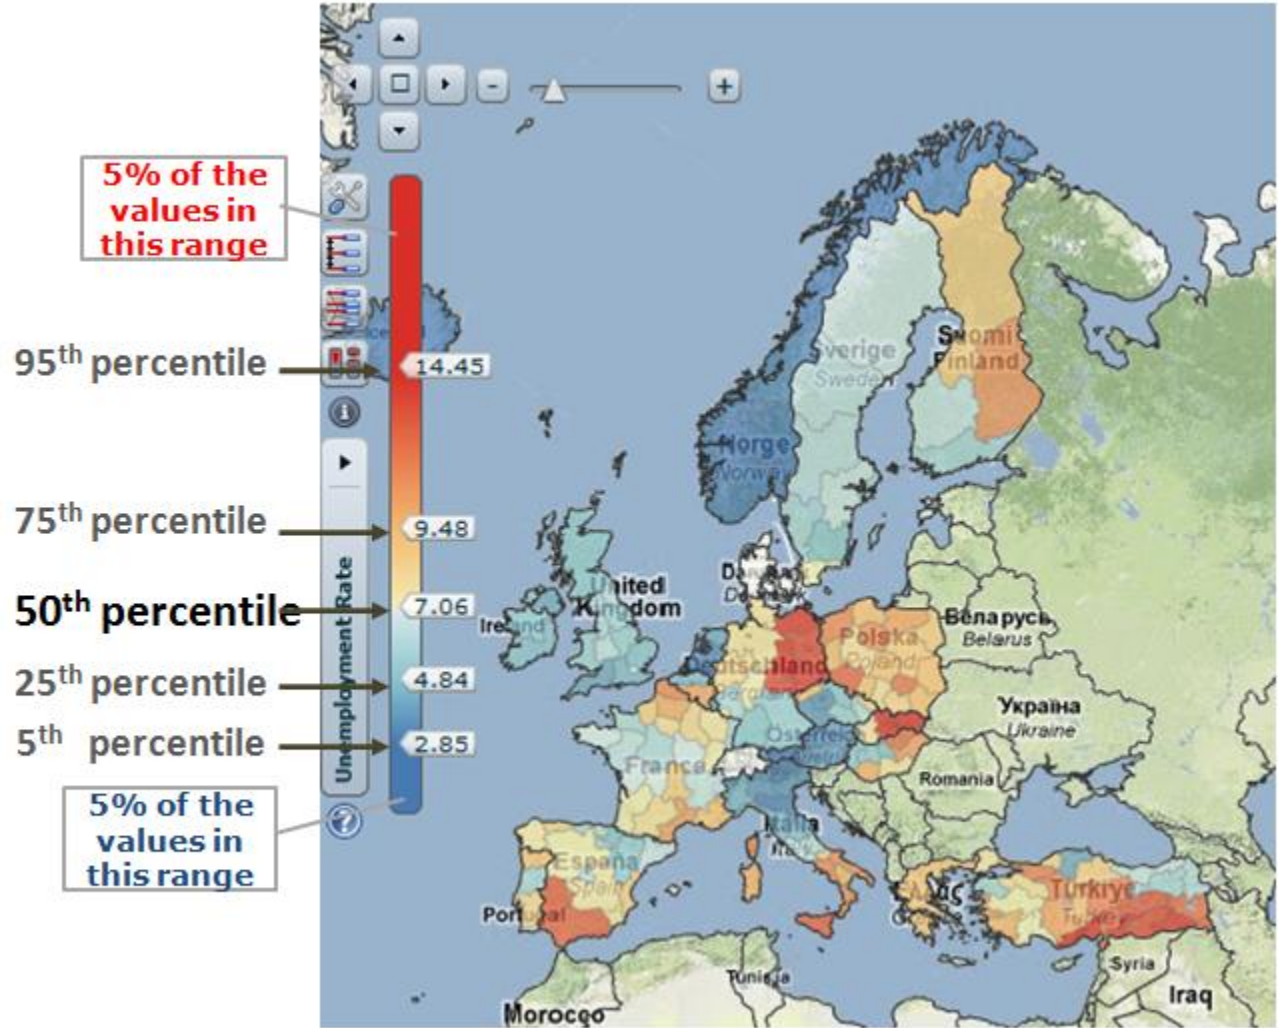 5% of the
values in
this range
95th percentile
14.45
75th percentile
9.48
50th percentile
7.06
25th percentile
4.84
5th percentile
2.85
5% of the
values in
this range
Unemployment Rate
Norge
Norway
Sverige
Sweden
Suomi
Finland
United
Kingdom
Ireland
Deutschland
Polska
Poland
Беларусь
Belarus
Україна
Ukraine
France
Österreich
Romania
Italia
Italy
España
Spain
Portugal
Türkiye
Turkey
Syria
Iraq
Tunisia
Morocco